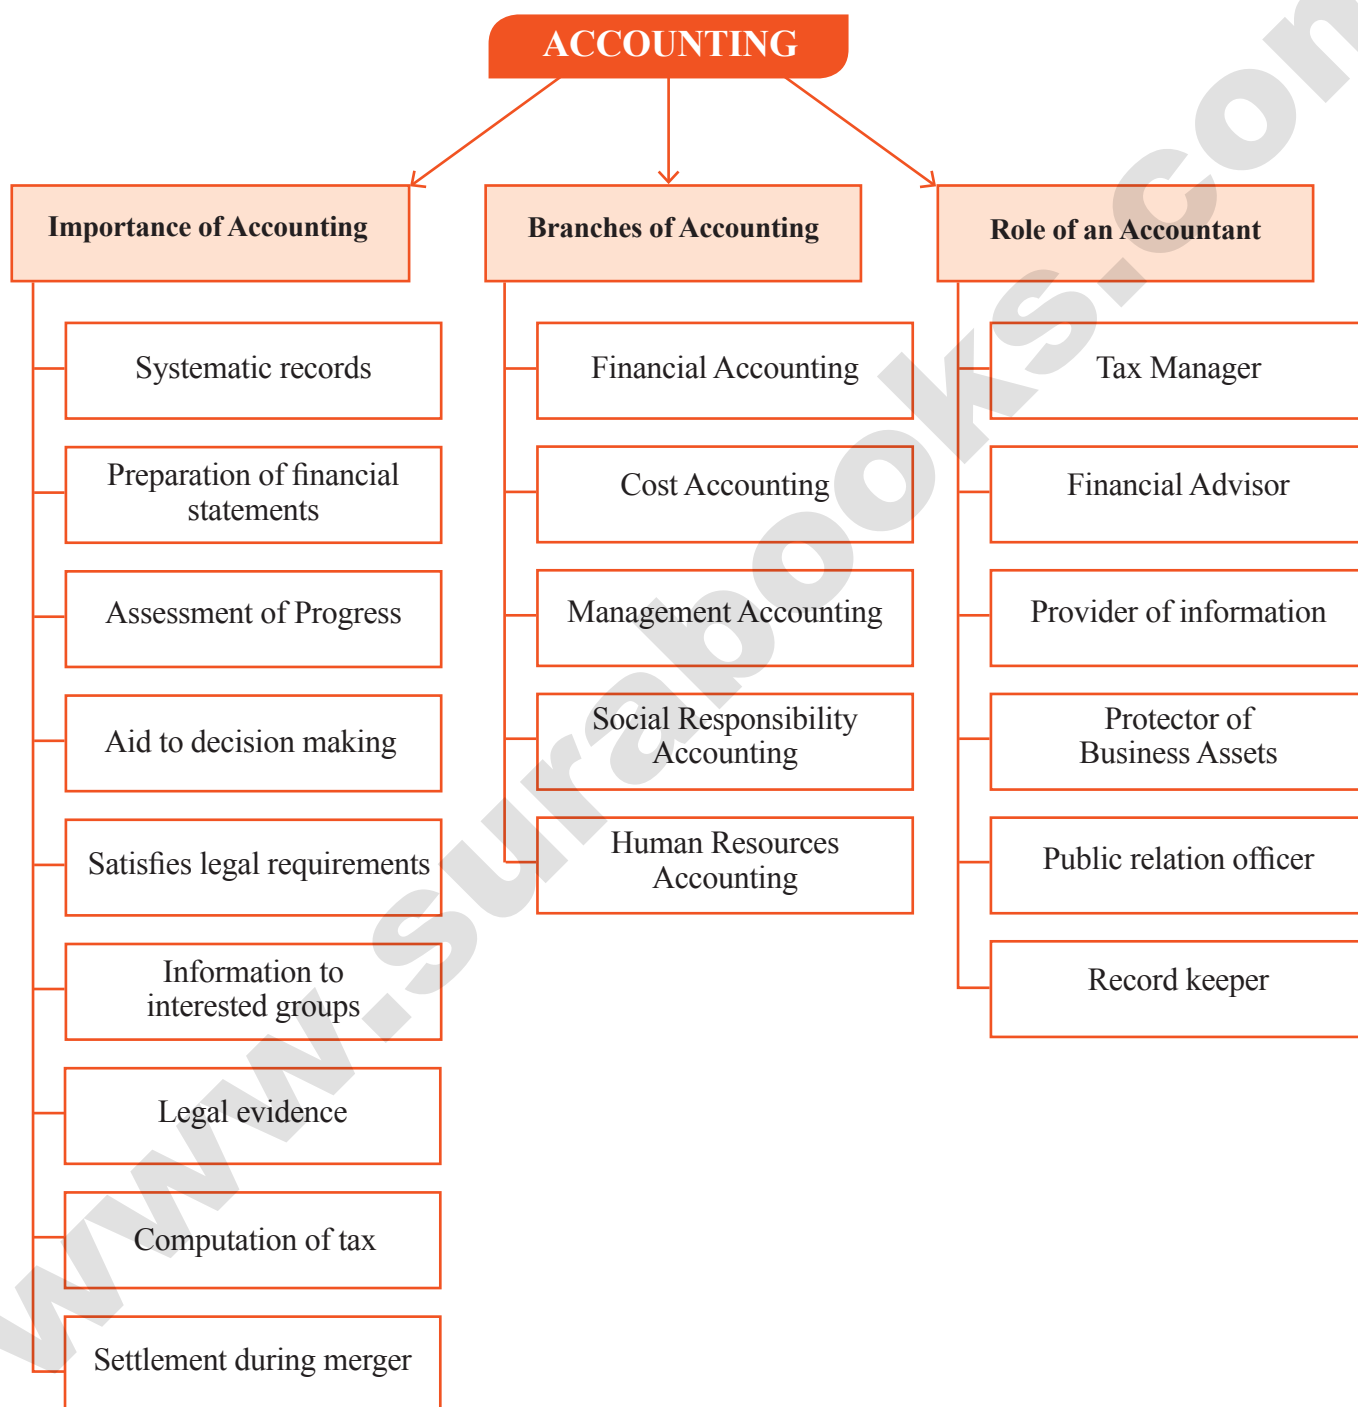 ACCOUNTING
Importance of Accounting
Systematic records
Preparation of financial
statements
Assessment of Progress
Aid to decision making
Satisfies legal requirements
Information to
interested groups
Legal evidence
Computation of tax
Settlement during merger
Branches of Accounting
Financial Accounting
Cost Accounting
Management Accounting
Social Responsibility
Accounting
Human Resources
Accounting
Role of an Accountant
Tax Manager
Financial Advisor
Provider of information
Protector of
Business Assets
Public relation officer
Record keeper
www.surabooks.com